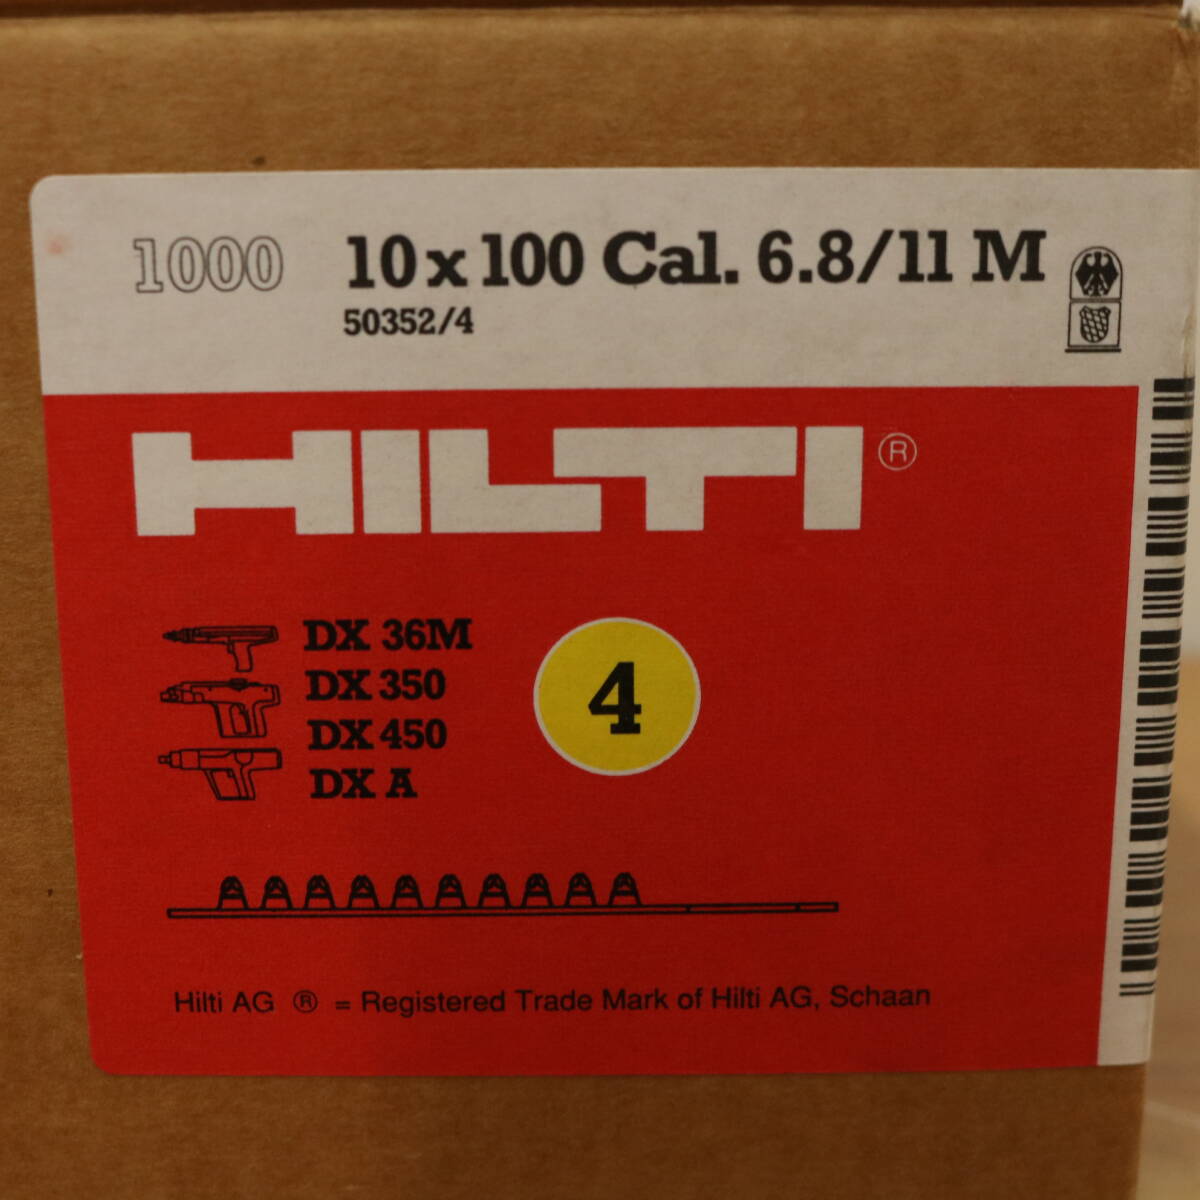 1000 10 x 100 Cal. 6.8/11 M
50352/4
HILTI ®
DX 36M
DX 350
DX 450
DX A
4
Hilti AG ® = Registered Trade Mark of Hilti AG, Schaan